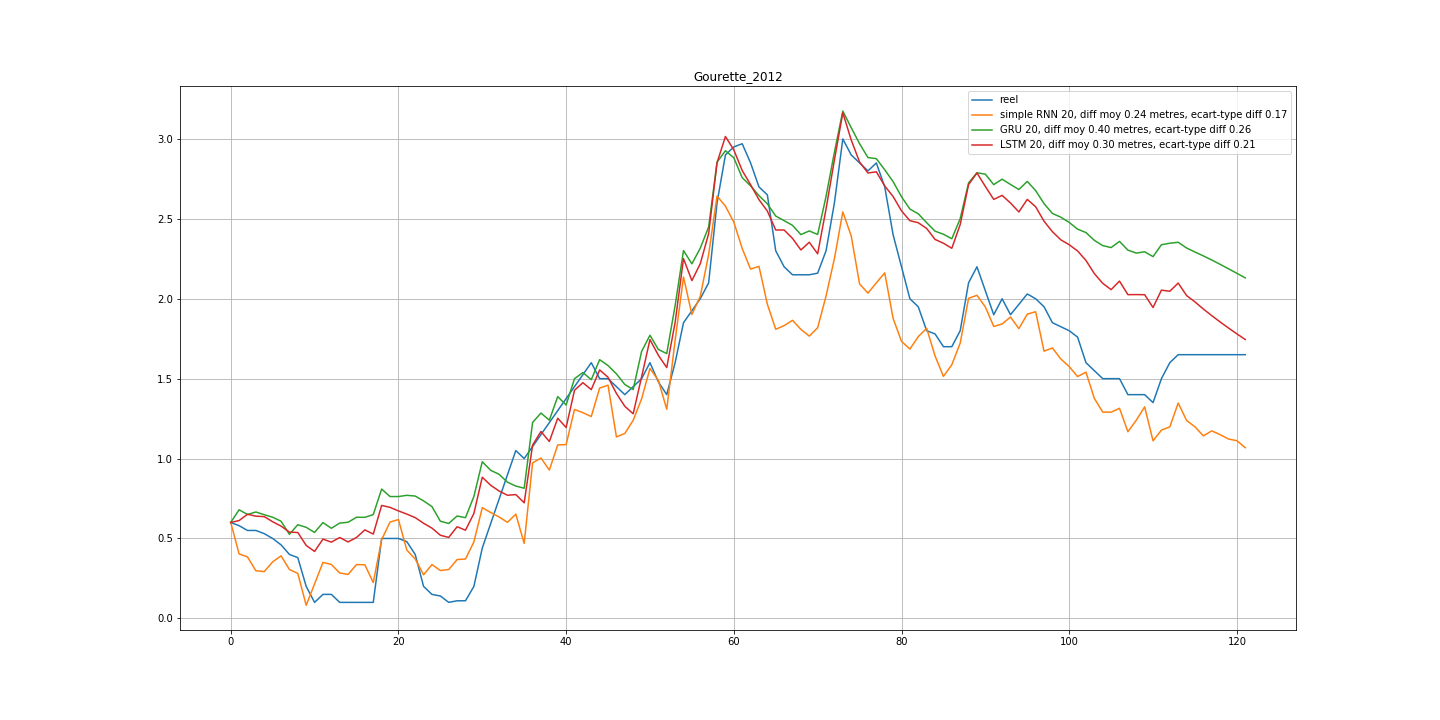 Gourette_2012
reel
simple RNN 20, diff moy 0.24 metres, ecart-type diff 0.17
GRU 20, diff moy 0.40 metres, ecart-type diff 0.26
LSTM 20, diff moy 0.30 metres, ecart-type diff 0.21
3.0
2.5
2.0
1.5
1.0
0.5
0.0
0 20 40 60 80 100 120